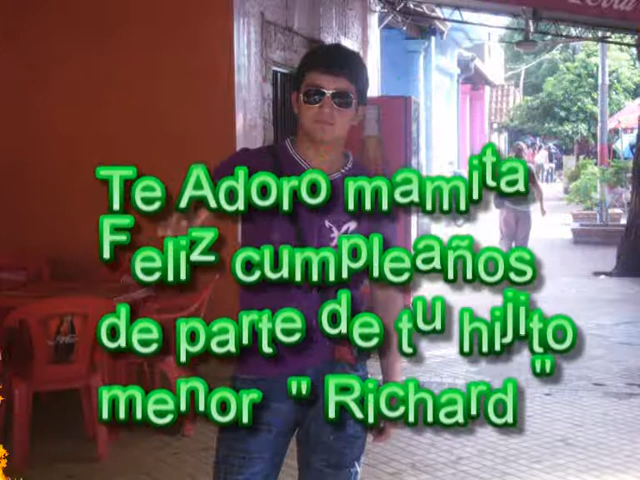 Te Adoro mamita
Feliz cumpleaños
de parte de tu hijito
menor " Richard "